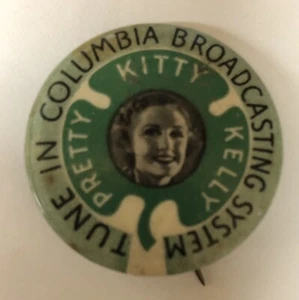 TUNE IN COLUMBIA BROADCASTING SYSTEM
PRETTY KITTY KELLY